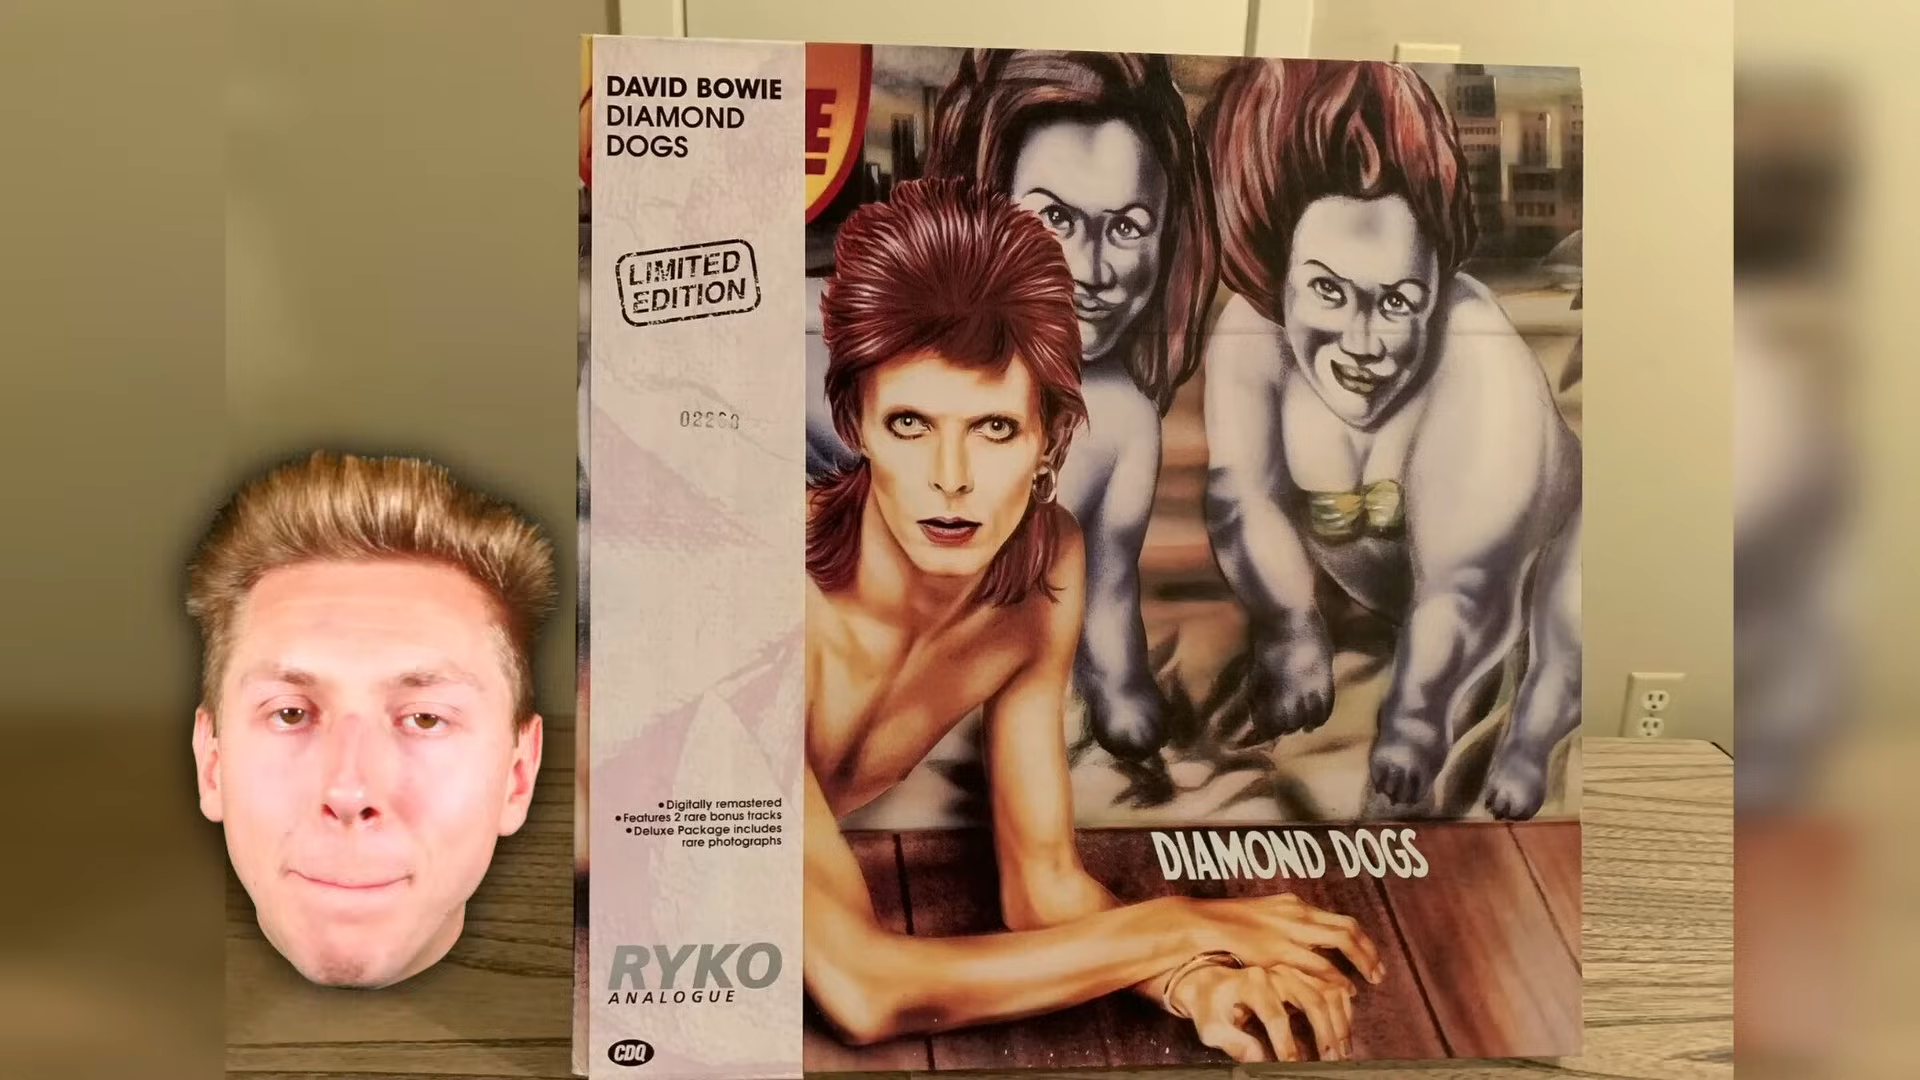 DAVID BOWIE
DIAMOND
DOGS
LIMITED
EDITION
• Digitally remastered
• Features 2 rare bonus tracks
• Deluxe Package includes
rare photographs
RYKO
ANALOGUE
CDQ
E
DIAMOND DOGS